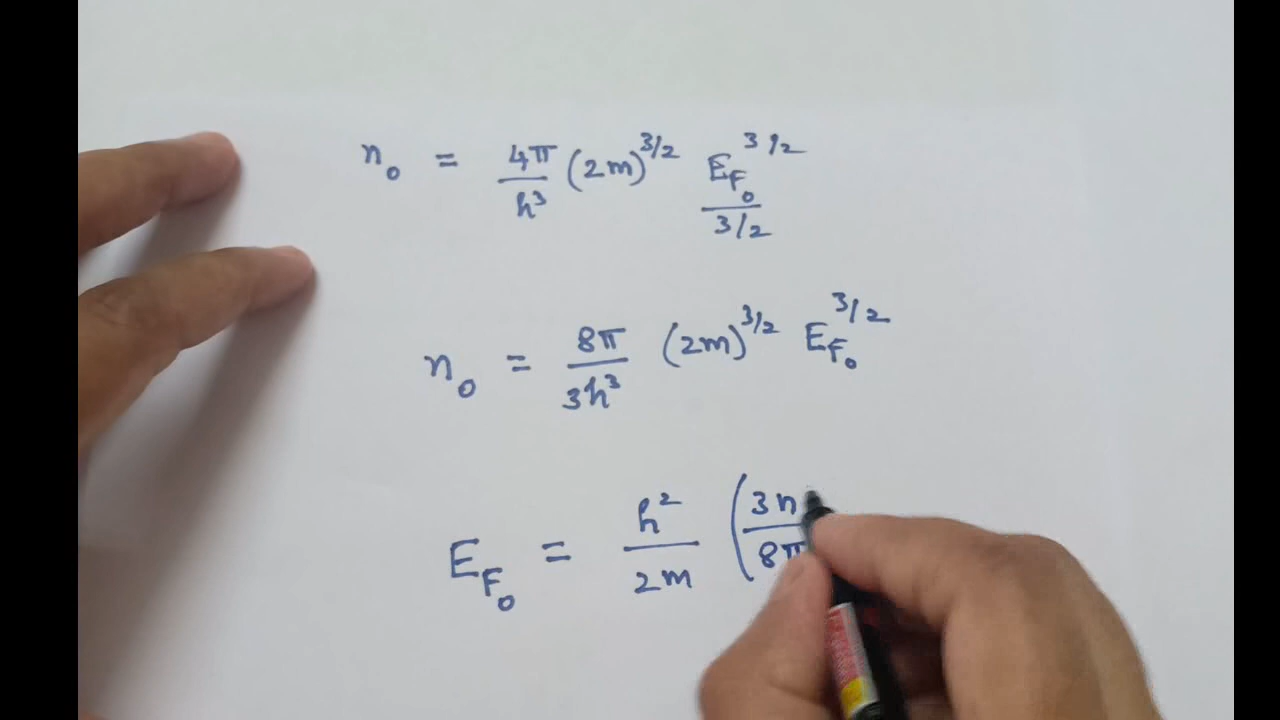 n₀ = 4π/h³ (2m)^3/2 E_F₀^3/2 / 3/2
n₀ = 8π/3h³ (2m)^3/2 E_F₀^3/2
E_F₀ = h²/2m (3n/8π